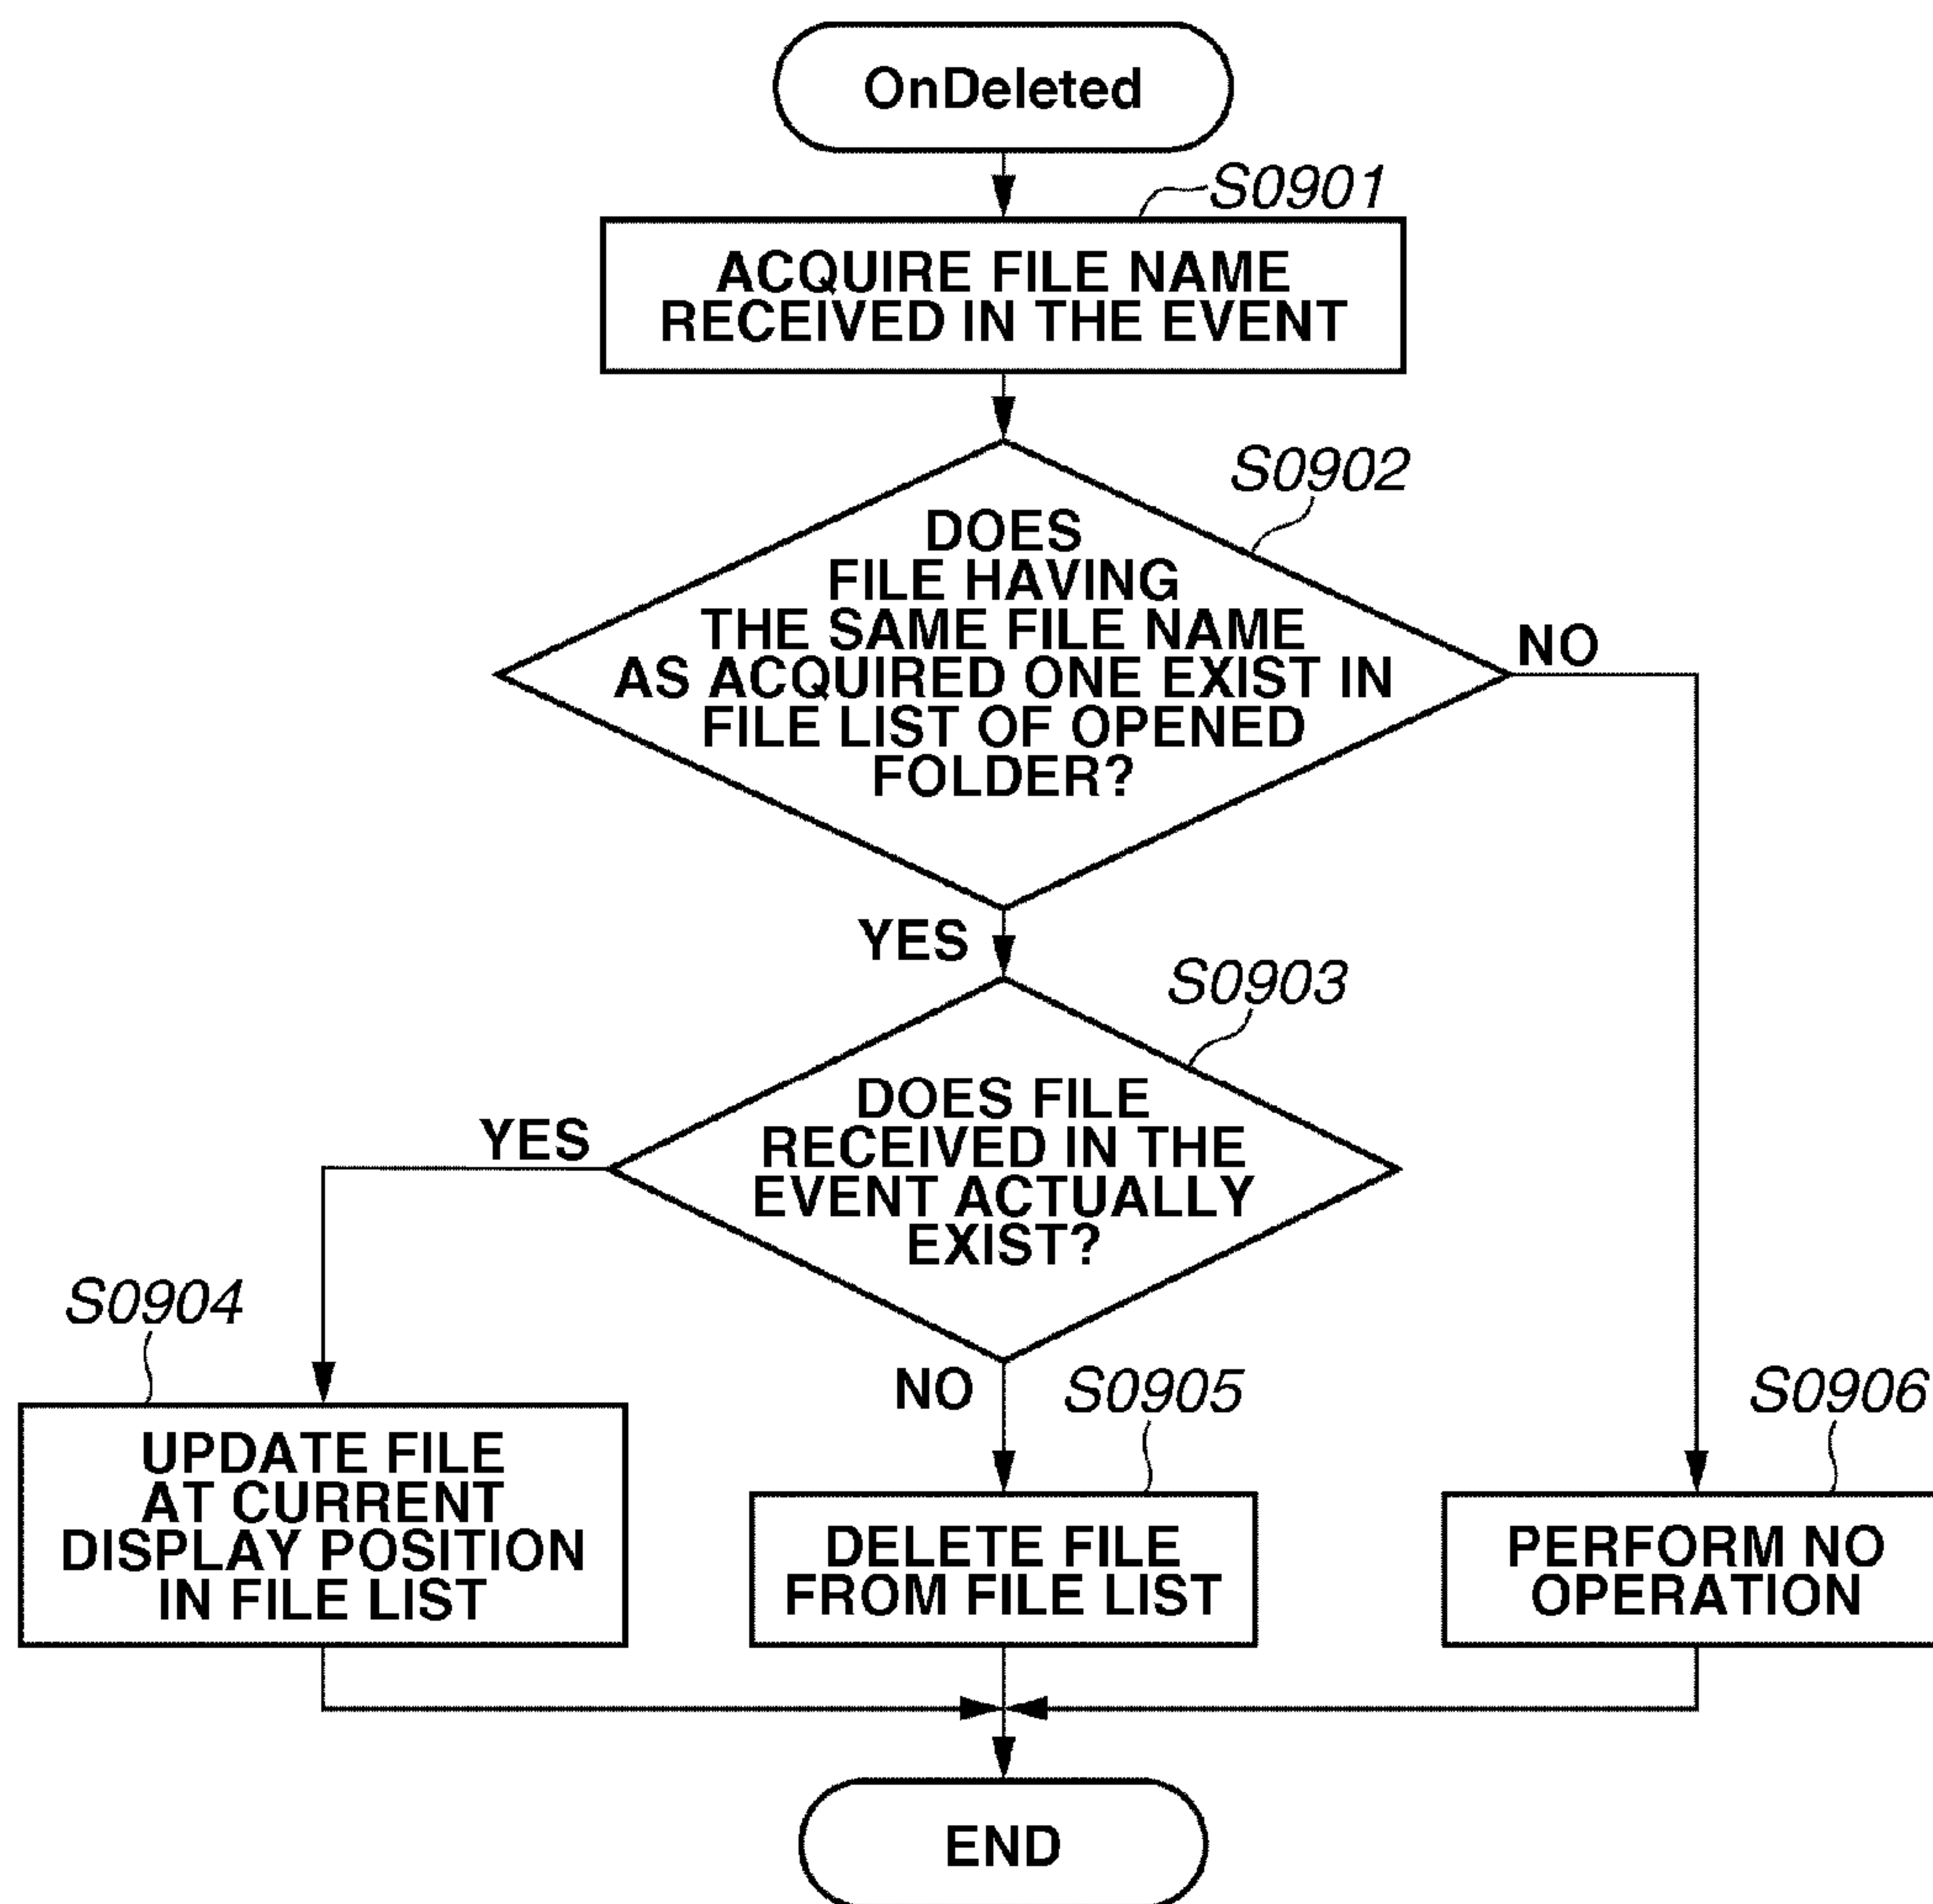 OnDeleted
S0901
ACQUIRE FILE NAME
RECEIVED IN THE EVENT
S0902
DOES
FILE HAVING
THE SAME FILE NAME
AS ACQUIRED ONE EXIST IN
FILE LIST OF OPENED
FOLDER?
NO
YES
S0903
DOES FILE
RECEIVED IN THE
EVENT ACTUALLY
EXIST?
YES
NO
S0904
UPDATE FILE
AT CURRENT
DISPLAY POSITION
IN FILE LIST
S0905
DELETE FILE
FROM FILE LIST
S0906
PERFORM NO
OPERATION
END